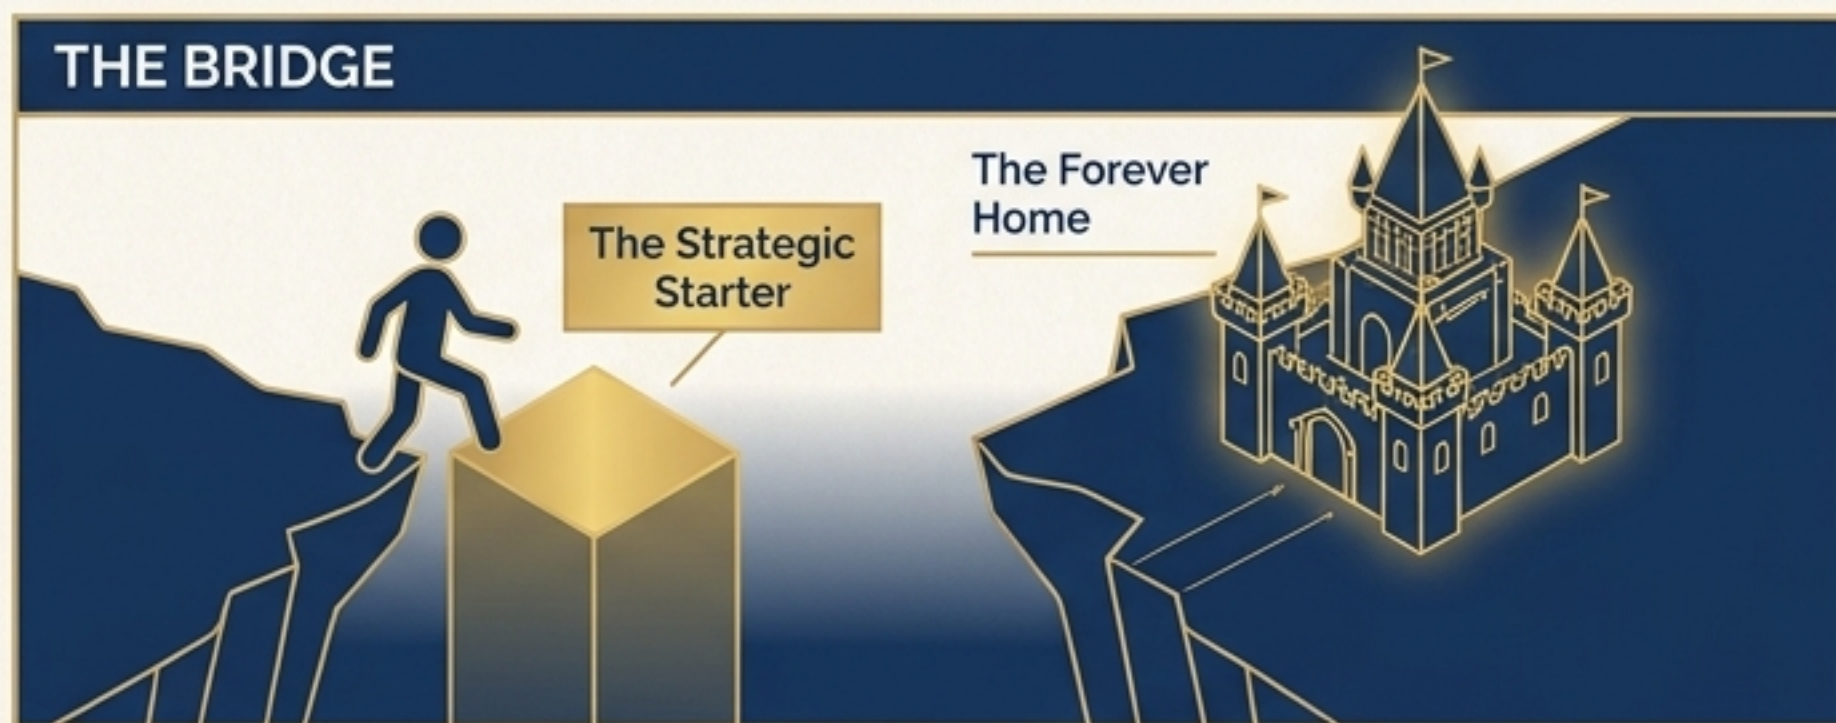 THE BRIDGE
The Strategic
Starter
The Forever
Home